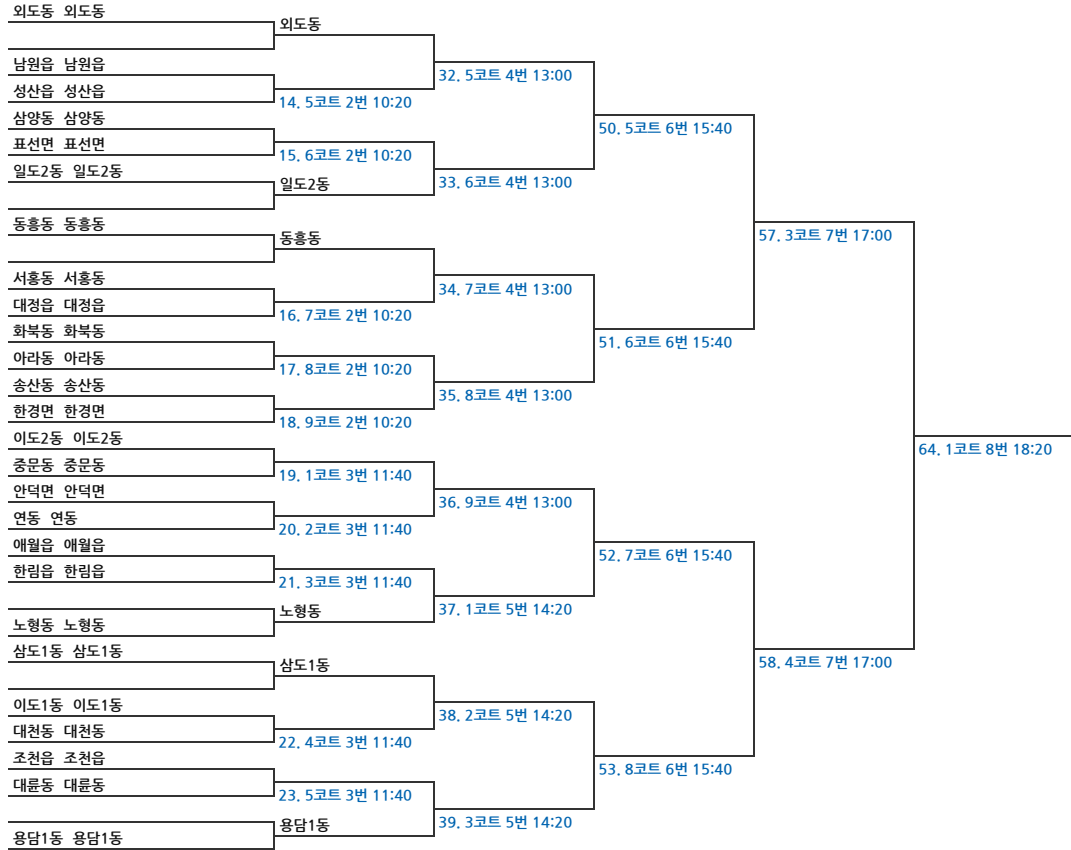 외도동 외도동
외도동
남원읍 남원읍
32. 5코트 4번 13:00
성산읍 성산읍
14. 5코트 2번 10:20
삼양동 삼양동
50. 5코트 6번 15:40
표선면 표선면
15. 6코트 2번 10:20
일도2동 일도2동
일도2동
33. 6코트 4번 13:00
동홍동 동홍동
동홍동
57. 3코트 7번 17:00
서홍동 서홍동
34. 7코트 4번 13:00
대정읍 대정읍
16. 7코트 2번 10:20
화북동 화북동
51. 6코트 6번 15:40
아라동 아라동
17. 8코트 2번 10:20
송산동 송산동
35. 8코트 4번 13:00
한경면 한경면
18. 9코트 2번 10:20
이도2동 이도2동
64. 1코트 8번 18:20
중문동 중문동
19. 1코트 3번 11:40
안덕면 안덕면
36. 9코트 4번 13:00
연동 연동
20. 2코트 3번 11:40
애월읍 애월읍
52. 7코트 6번 15:40
한림읍 한림읍
21. 3코트 3번 11:40
노형동
37. 1코트 5번 14:20
노형동 노형동
삼도1동 삼도1동
삼도1동
58. 4코트 7번 17:00
이도1동 이도1동
38. 2코트 5번 14:20
대천동 대천동
22. 4코트 3번 11:40
조천읍 조천읍
53. 8코트 6번 15:40
대륜동 대륜동
23. 5코트 3번 11:40
용담1동
39. 3코트 5번 14:20
용담1동 용담1동